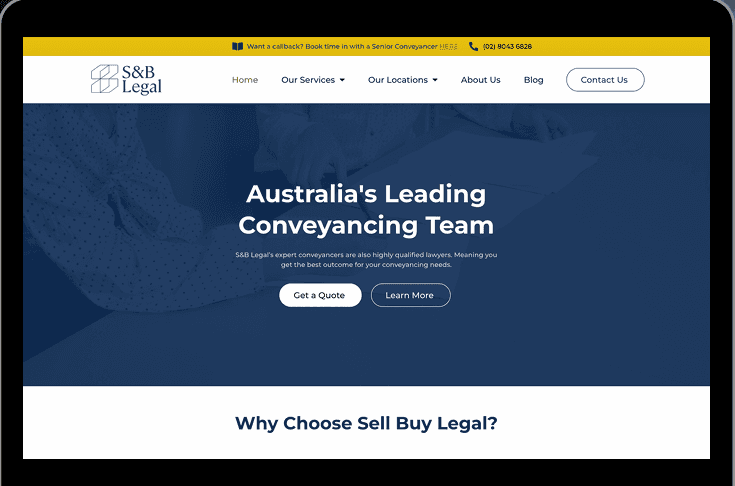 Want a callback? Book time in with a Senior Conveyancer HERE (02) 8043 6828
S&B
Legal
Home Our Services Our Locations About Us Blog Contact Us
Australia's Leading
Conveyancing Team
S&B Legal's expert conveyancers are also highly qualified lawyers. Meaning you
get the best outcome for your conveyancing needs.
Get a Quote Learn More
Why Choose Sell Buy Legal?